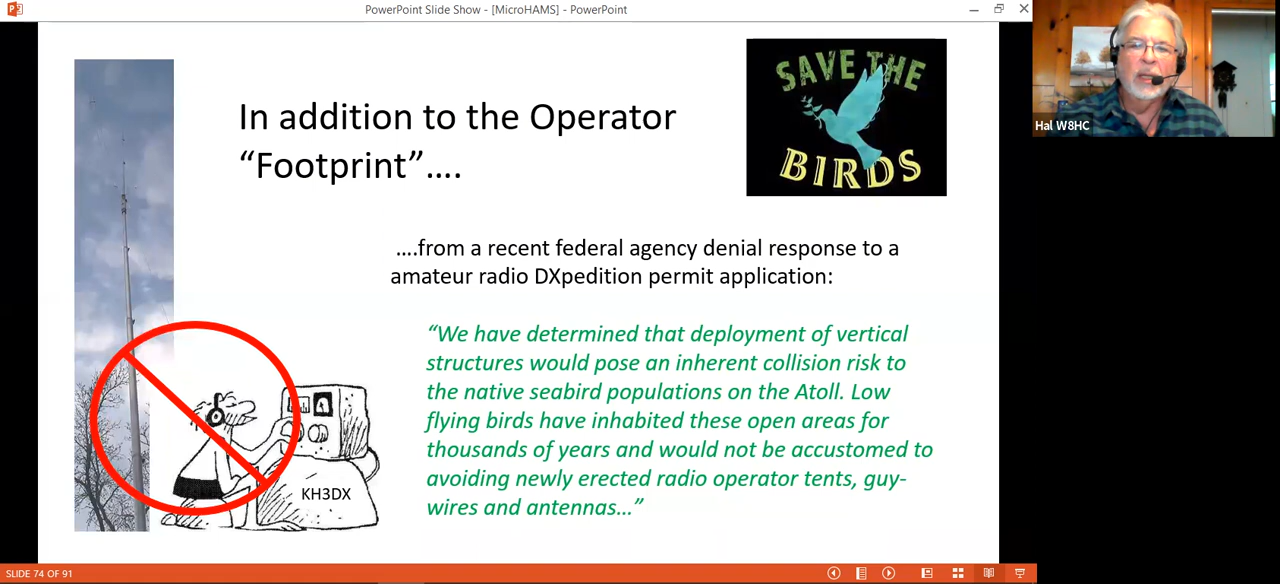 PowerPoint Slide Show - [MicroHAMS] - PowerPoint
In addition to the Operator
“Footprint”….
SAVE THE
BIRDS
Hal W8HC
….from a recent federal agency denial response to a
amateur radio DXpedition permit application:
“We have determined that deployment of vertical
structures would pose an inherent collision risk to
the native seabird populations on the Atoll. Low
flying birds have inhabited these open areas for
thousands of years and would not be accustomed to
avoiding newly erected radio operator tents, guy-
wires and antennas…”
KH3DX
SLIDE 74 OF 91